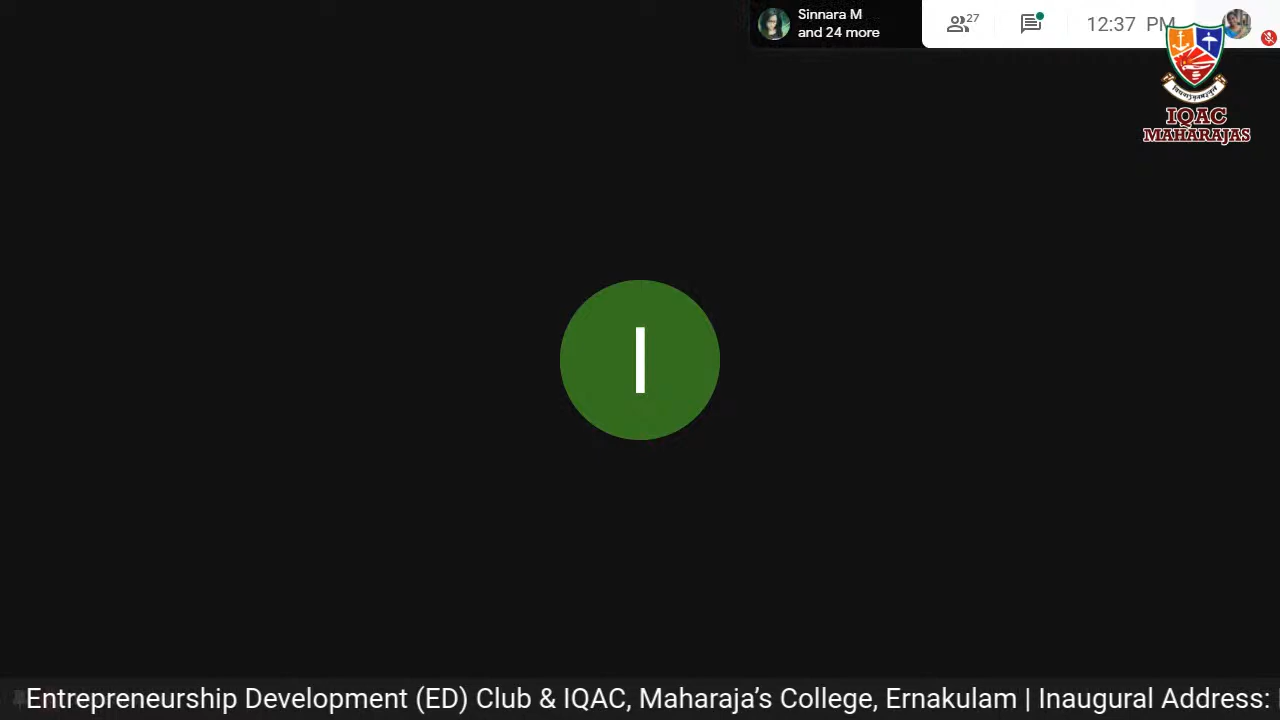 Sinnara M
and 24 more
27
12:37 PM
IQAC
MAHARAJAS
I
Entrepreneurship Development (ED) Club & IQAC, Maharaja’s College, Ernakulam | Inaugural Address: